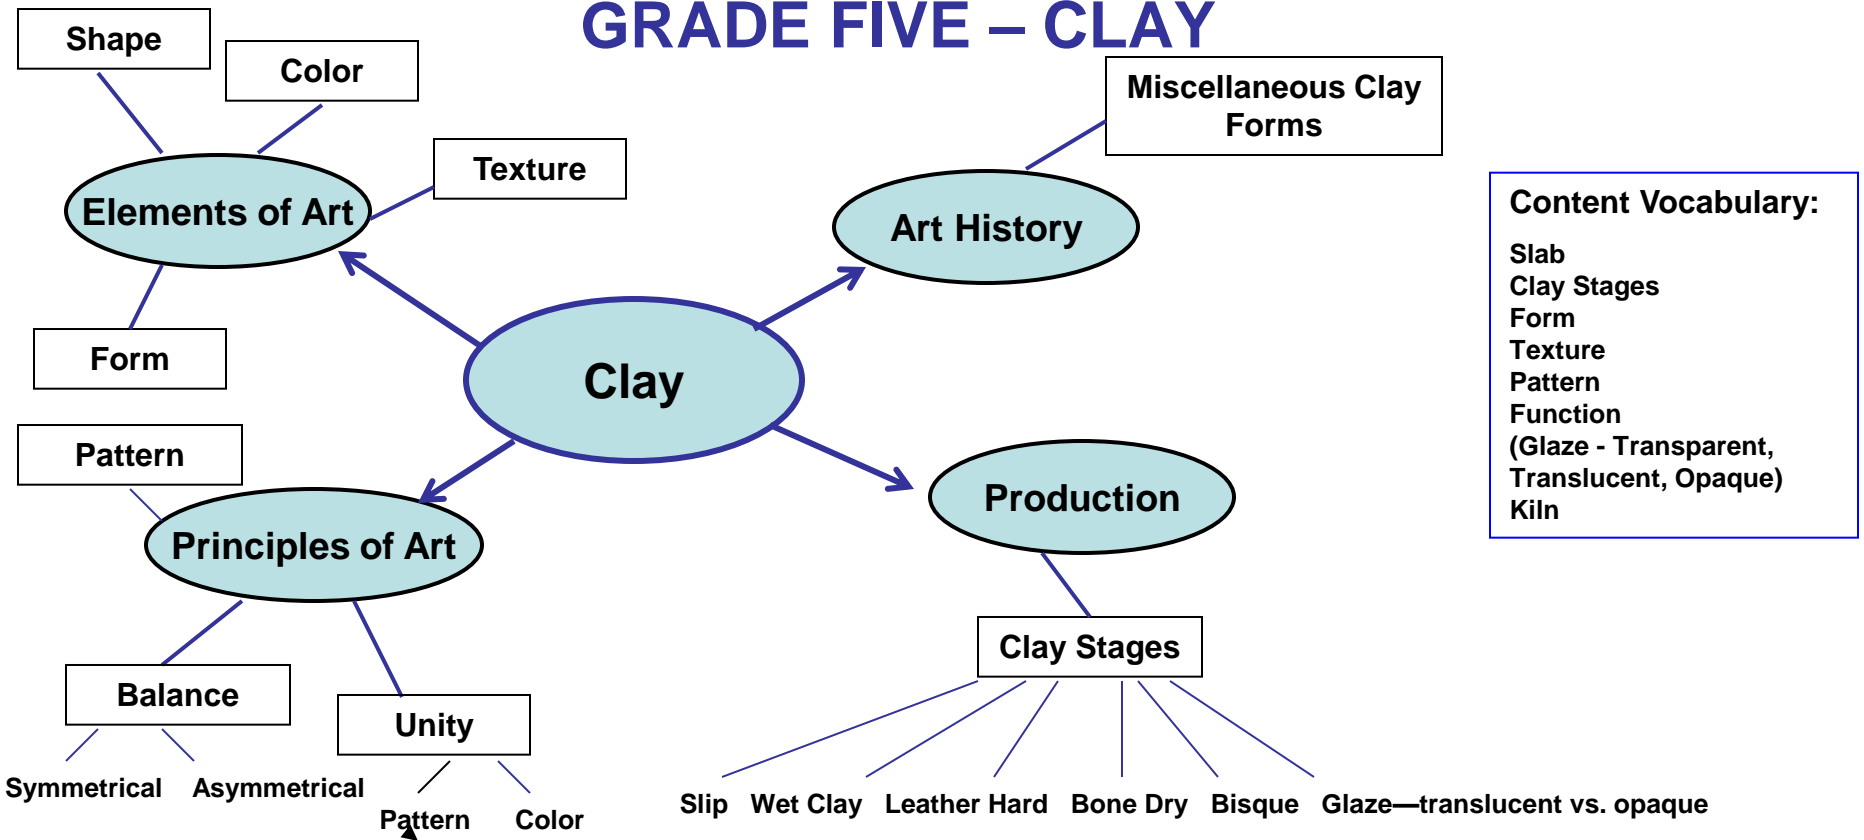 GRADE FIVE – CLAY
Shape
Color
Texture
Elements of Art
Form
Miscellaneous Clay
Forms
Art History
Clay
Pattern
Principles of Art
Balance
Symmetrical
Asymmetrical
Unity
Pattern
Color
Production
Clay Stages
Slip
Wet Clay
Leather Hard
Bone Dry
Bisque
Glaze—translucent vs. opaque
Content Vocabulary:
Slab
Clay Stages
Form
Texture
Pattern
Function
(Glaze - Transparent,
Translucent, Opaque)
Kiln